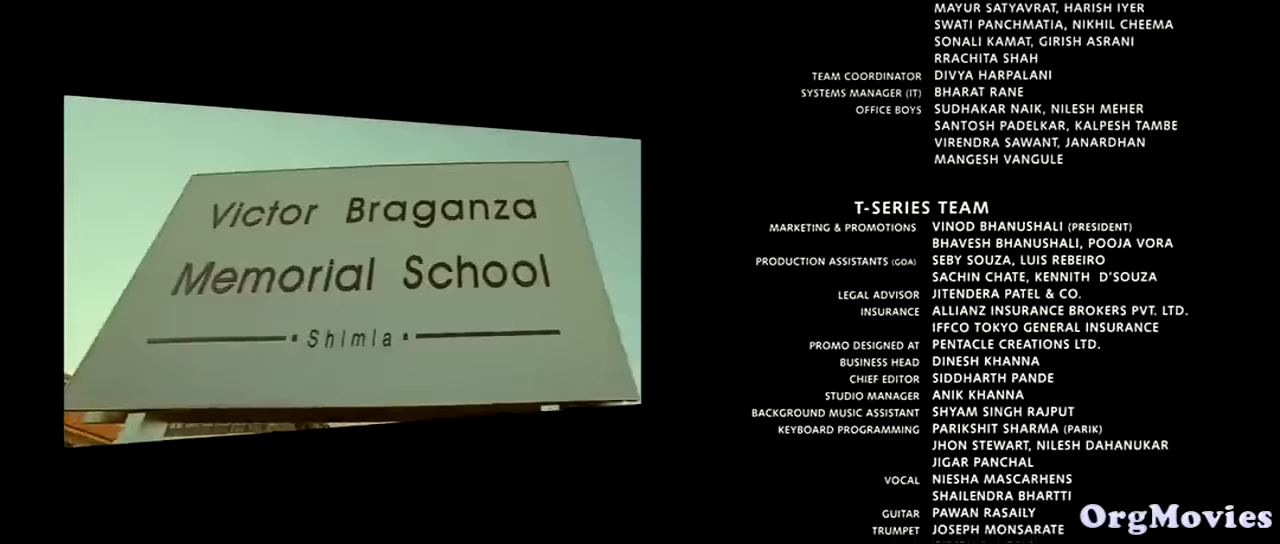 Victor Braganza
Memorial School
Shimla
MAYUR SATYAVRAT, HARISH IYER
SWATI PANCHMATIA, NIKHIL CHEEMA
SONALI KAMAT, GIRISH ASRANI
RRACHITA SHAH
TEAM COORDINATOR DIVYA HARPALANI
SYSTEMS MANAGER (IT) BHARAT RANE
OFFICE BOYS SUDHAKAR NAIK, NILESH MEHER
SANTOSH PADELKAR, KALPESH TAMBE
VIRENDRA SAWANT, JANARDHAN
MANGESH VANGULE
T-SERIES TEAM
MARKETING & PROMOTIONS VINOD BHANUSHALI (PRESIDENT)
BHAVESH BHANUSHALI, POOJA VORA
PRODUCTION ASSISTANTS (GOA) SEBY SOUZA, LUIS REBEIRO
SACHIN CHATE, KENNITH D'SOUZA
LEGAL ADVISOR JITENDERA PATEL & CO.
INSURANCE ALLIANZ INSURANCE BROKERS PVT. LTD.
IFFCO TOKYO GENERAL INSURANCE
PROMO DESIGNED AT PENTACLE CREATIONS LTD.
BUSINESS HEAD DINESH KHANNA
CHIEF EDITOR SIDDHARTH PANDE
STUDIO MANAGER ANIK KHANNA
BACKGROUND MUSIC ASSISTANT SHYAM SINGH RAJPUT
KEYBOARD PROGRAMMING PARIKSHIT SHARMA (PARIK)
JHON STEWART, NILESH DAHANUKAR
JIGAR PANCHAL
VOCAL NIESHA MASCARHENS
SHAILENDRA BHARTTI
GUITAR PAWAN RASAILY
TRUMPET JOSEPH MONSARATE
OrgMovies